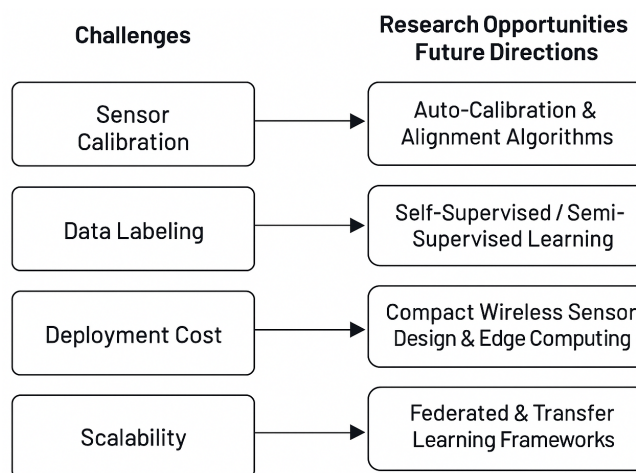 Challenges
Research Opportunities
Future Directions
Sensor
Calibration
Auto-Calibration &
Alignment Algorithms
Data Labeling
Self-Supervised / Semi-
Supervised Learning
Deployment Cost
Compact Wireless Sensor
Design & Edge Computing
Scalability
Federated & Transfer
Learning Frameworks